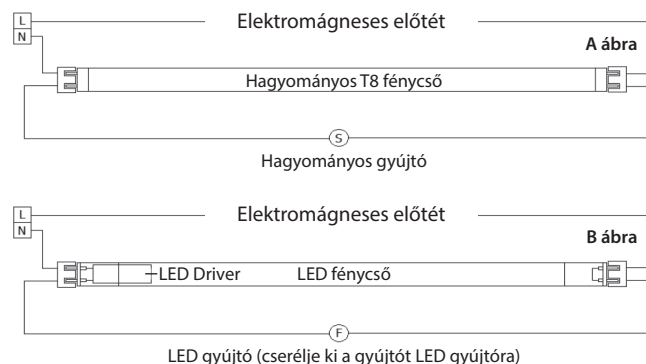 L
Elektromágneses előtét
N
A ábra
Hagyományos T8 fénycső
S
Hagyományos gyújtó
L
Elektromágneses előtét
N
B ábra
LED Driver
LED fénycső
F
LED gyújtó (cserélje ki a gyújtót LED gyújtóra)